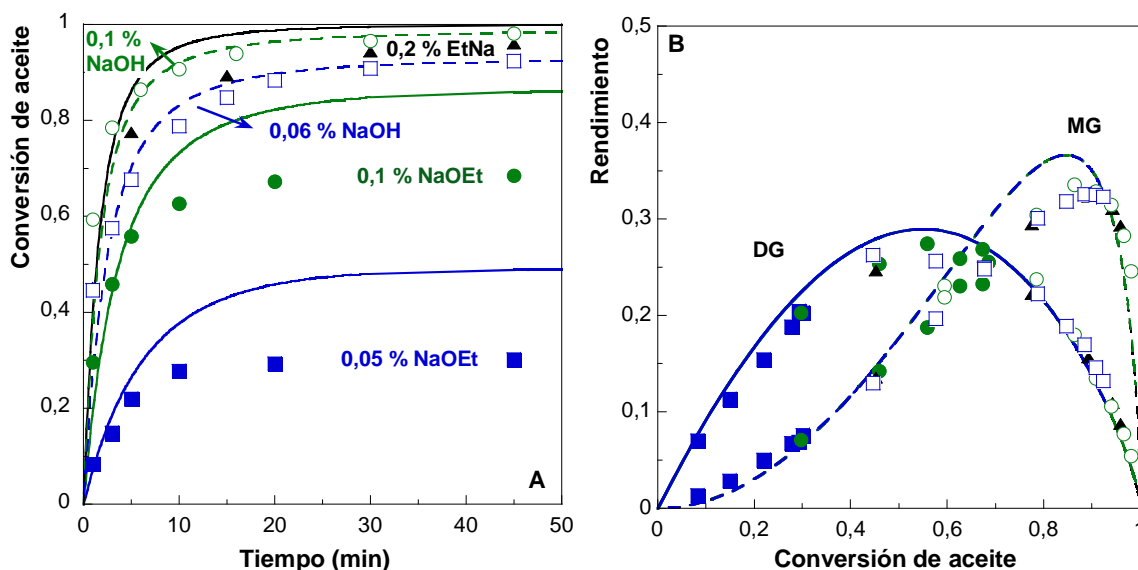 Conversión de aceite
1
0,8
0,6
0,4
0,2
0
0 10 20 30 40 50
Tiempo (min)
0,1 %
NaOH
0,2 % EtNa
0,06 % NaOH
0,1 % NaOEt
0,05 % NaOEt
A
Rendimiento
0,5
0,4
0,3
0,2
0,1
0
0 0,2 0,4 0,6 0,8 1
Conversión de aceite
B
MG
DG